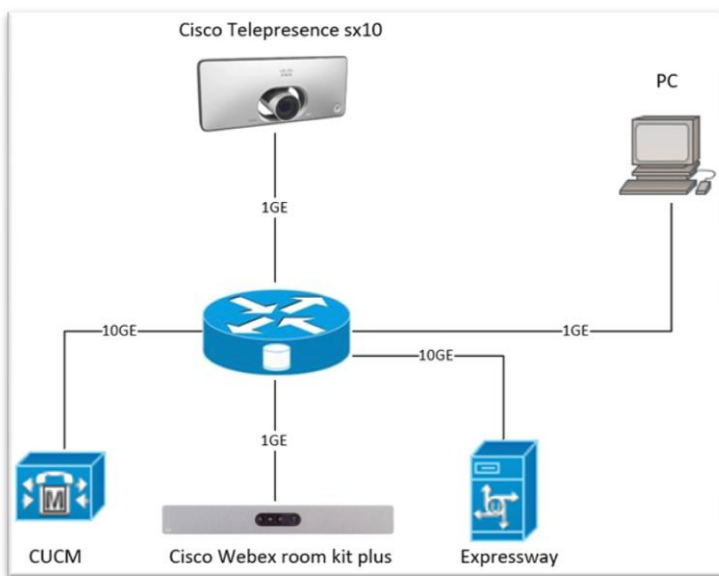 Cisco Telepresence sx10
PC
1GE
10GE
1GE
10GE
1GE
M
CUCM
Cisco Webex room kit plus
Expressway